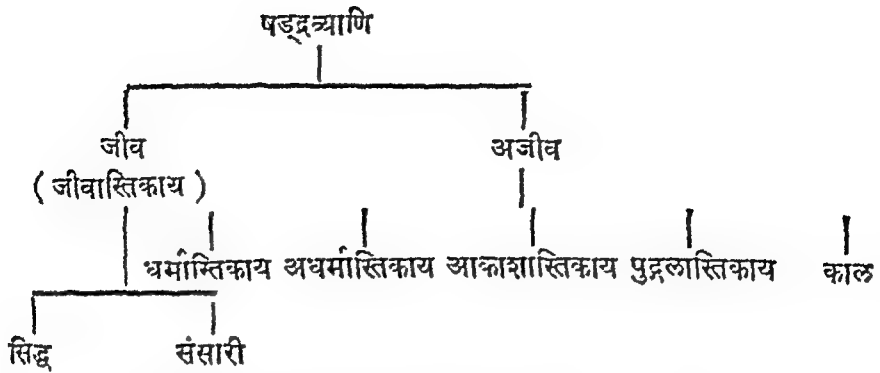 षड्द्रव्याणि
जीव अजीव
( जीवास्तिकाय )
धर्मास्तिकाय अधर्मास्तिकाय आकाशास्तिकाय पुद्गलास्तिकाय काल
सिद्ध संसारी